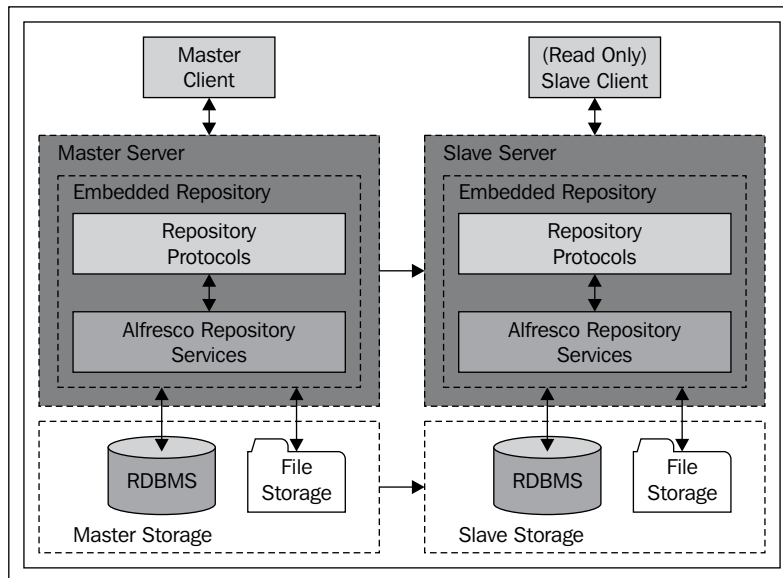 Master
Client
(Read Only)
Slave Client
Master Server
Embedded Repository
Repository
Protocols
Alfresco Repository
Services
Slave Server
Embedded Repository
Repository
Protocols
Alfresco Repository
Services
RDBMS
File
Storage
Master Storage
RDBMS
File
Storage
Slave Storage